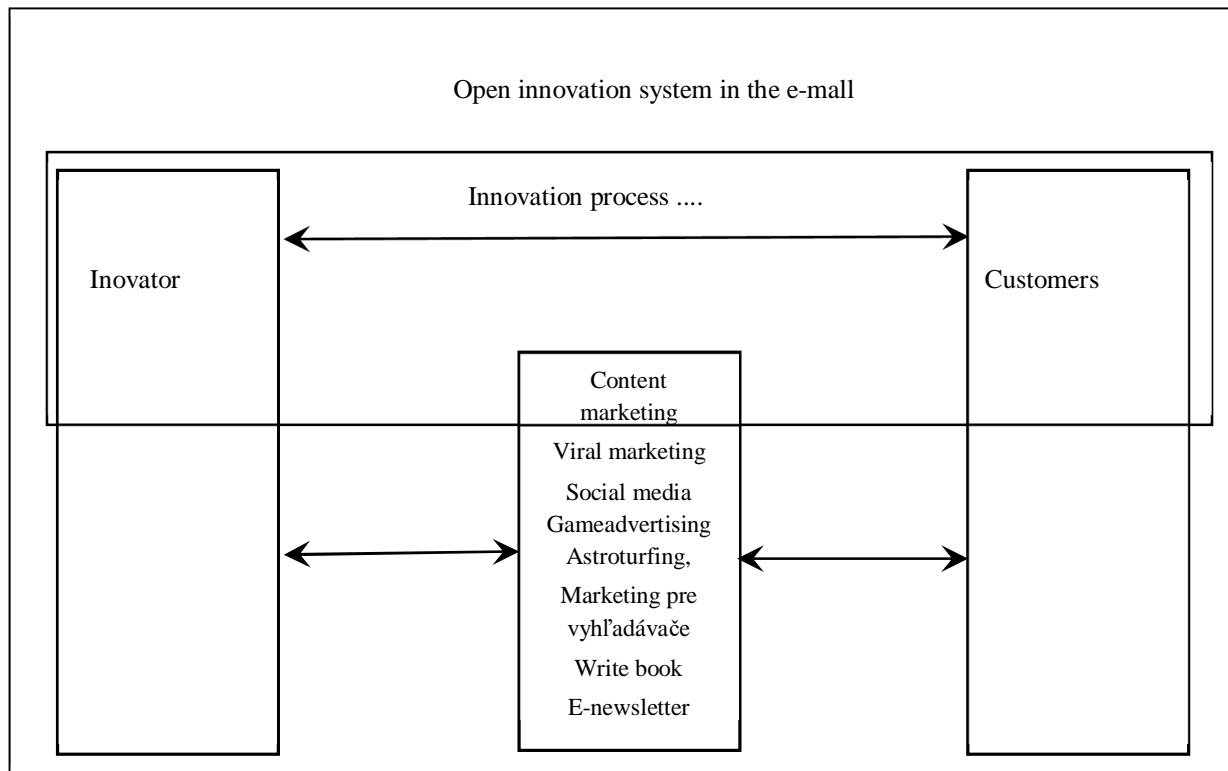 Open innovation system in the e-mall
Innovation process ....
Inovator
Customers
Content
marketing
Viral marketing
Social media
Gameadvertising
Astroturfing,
Marketing pre
vyhľadávače
Write book
E-newsletter